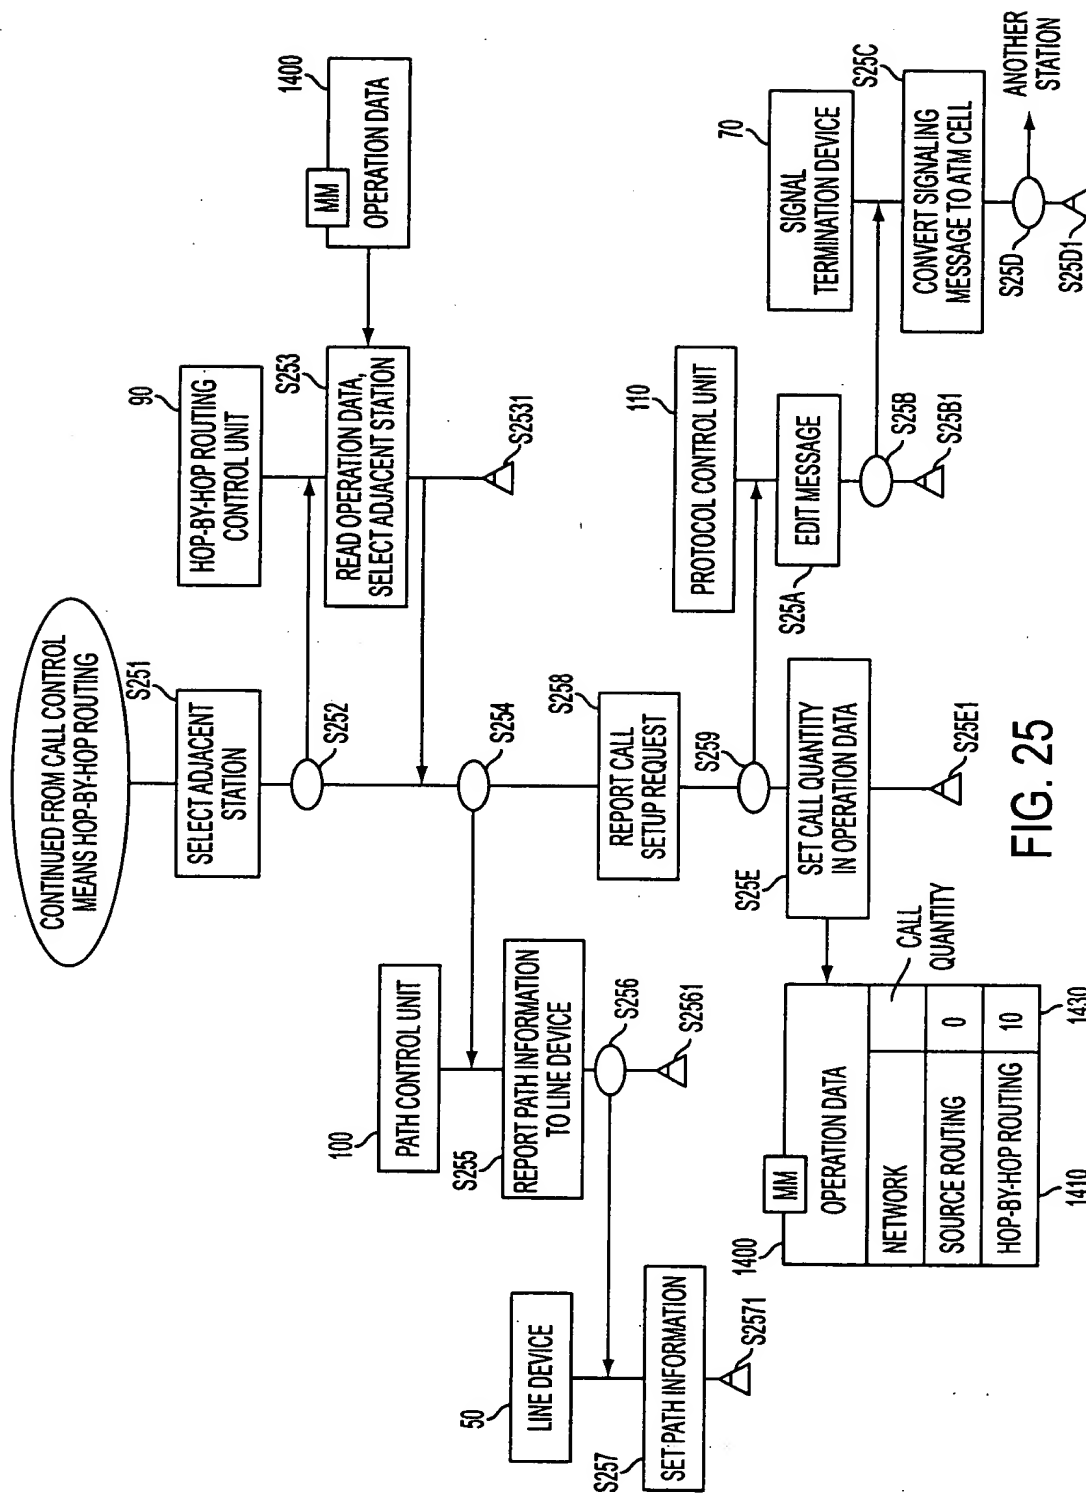 CONTINUED FROM CALL CONTROL
MEANS HOP-BY-HOP ROUTING
S251
SELECT ADJACENT
STATION
S252
90
HOP-BY-HOP ROUTING
CONTROL UNIT
S253
READ OPERATION DATA,
SELECT ADJACENT STATION
S2531
1400
MM
OPERATION DATA
S254
100
PATH CONTROL UNIT
S255
REPORT PATH INFORMATION
TO LINE DEVICE
S256
S2561
50
LINE DEVICE
S257
SET PATH INFORMATION
S2571
S258
REPORT CALL
SETUP REQUEST
S259
110
PROTOCOL CONTROL UNIT
S25A
EDIT MESSAGE
S25B
S25B1
70
SIGNAL
TERMINATION DEVICE
S25C
CONVERT SIGNALING
MESSAGE TO ATM CELL
S25D
ANOTHER
STATION
S25D1
S25E
SET CALL QUANTITY
IN OPERATION DATA
S25E1
1400
MM
OPERATION DATA
NETWORK
CALL
QUANTITY
SOURCE ROUTING 0
HOP-BY-HOP ROUTING 10
1410
1430
FIG. 25